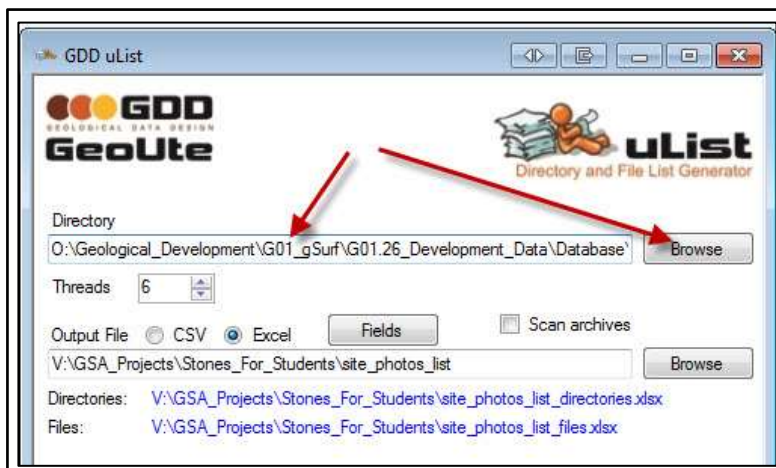 GDD uList
GDD
GEOLOGICAL DATA DESIGN
GeoUte
uList
Directory and File List Generator
Directory
O:\Geological_Development\G01_gSurf\G01.26_Development_Data\Database\ Browse
Threads 6
Output File CSV Excel Fields Scan archives
V:\GSA_Projects\Stones_For_Students\site_photos_list Browse
Directories: V:\GSA_Projects\Stones_For_Students\site_photos_list_directories.xlsx
Files: V:\GSA_Projects\Stones_For_Students\site_photos_list_files.xlsx